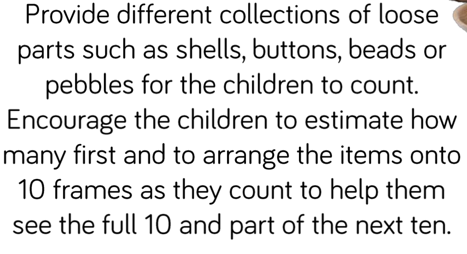 Provide different collections of loose
parts such as shells, buttons, beads or
pebbles for the children to count.
Encourage the children to estimate how
many first and to arrange the items onto
10 frames as they count to help them
see the full 10 and part of the next ten.